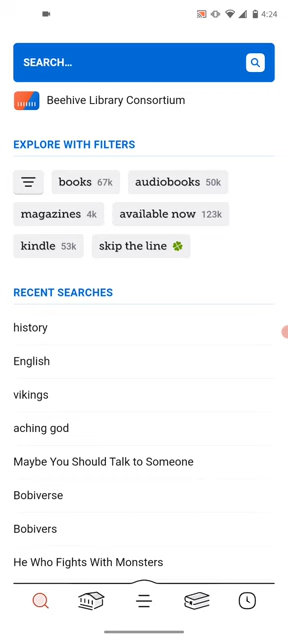 4:24
SEARCH...
Beehive Library Consortium
EXPLORE WITH FILTERS
books 67k audiobooks 50k
magazines 4k available now 123k
kindle 53k skip the line
RECENT SEARCHES
history
English
vikings
aching god
Maybe You Should Talk to Someone
Bobiverse
Bobivers
He Who Fights With Monsters